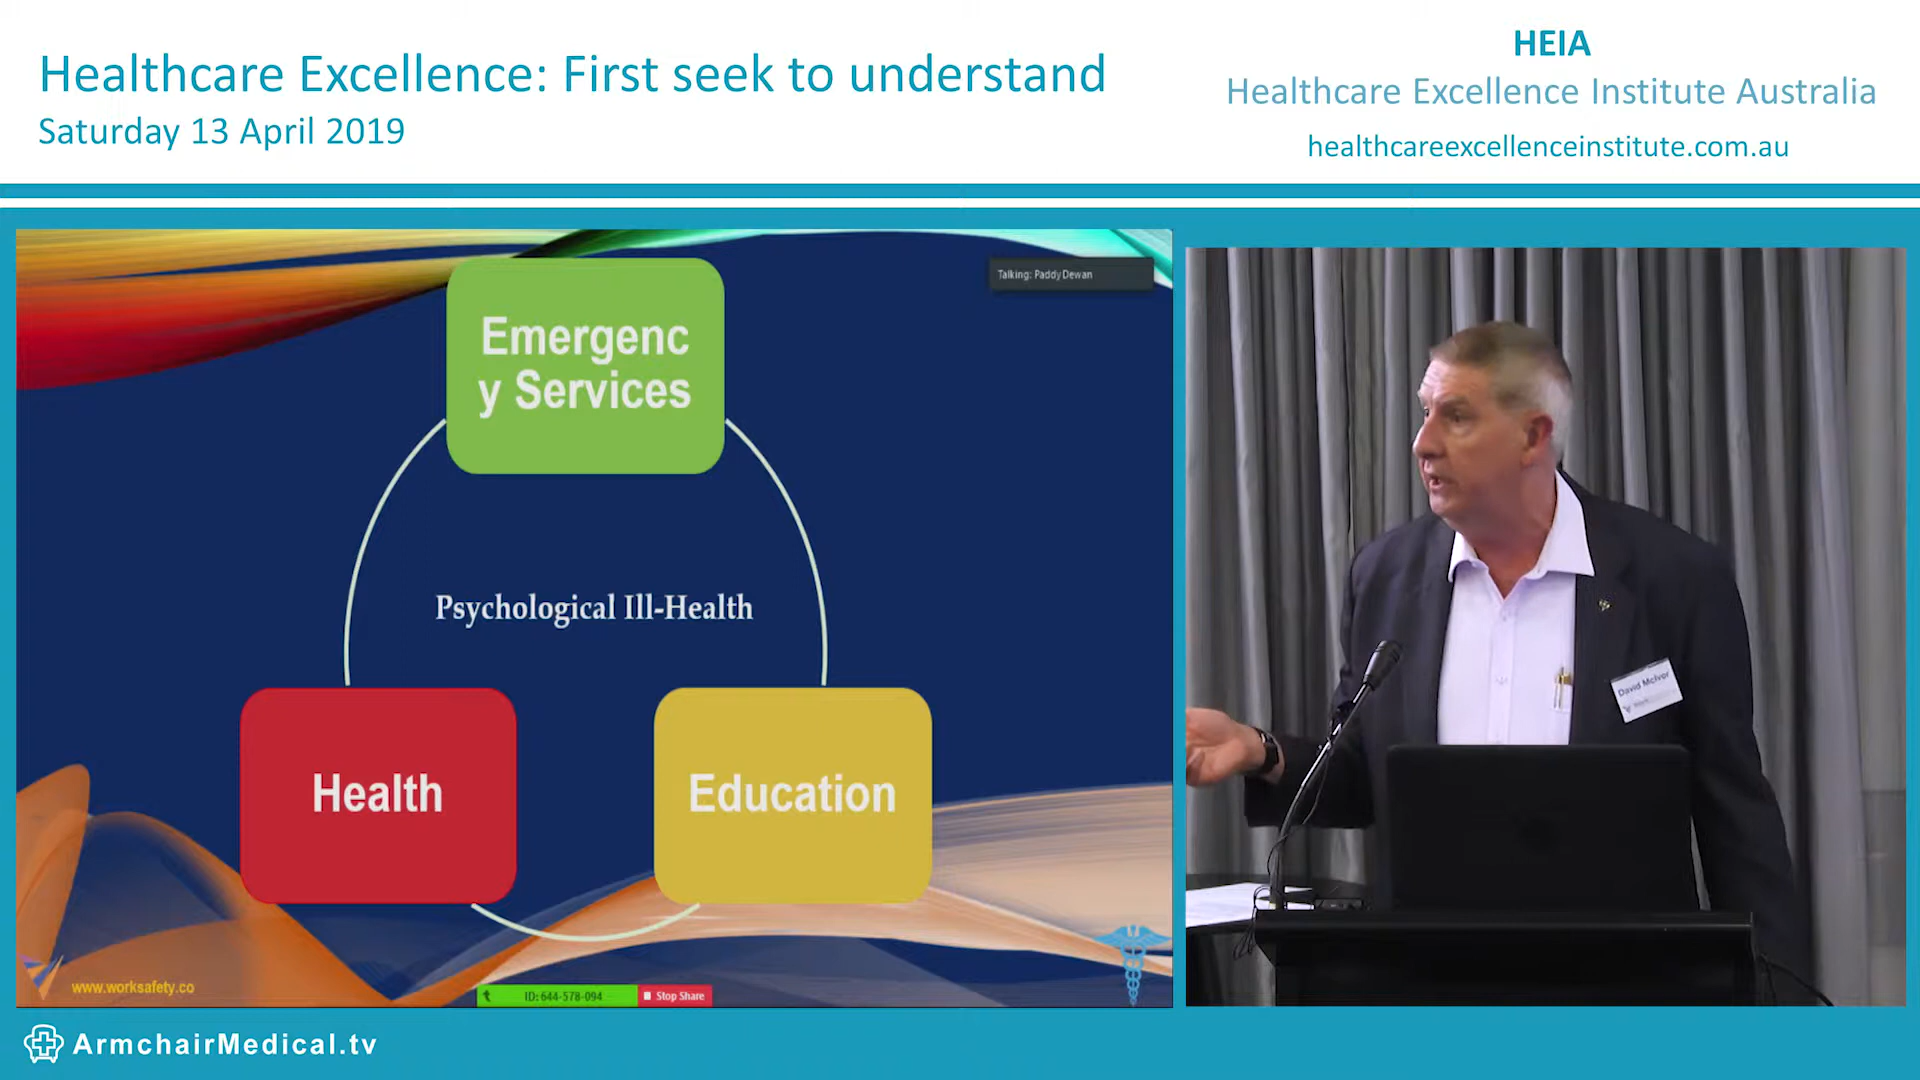 Healthcare Excellence: First seek to understand
Saturday 13 April 2019
HEIA
Healthcare Excellence Institute Australia
healthcareexcellenceinstitute.com.au
Talking: Paddy Dewan
Emergenc
y Services
Psychological Ill-Health
Health
Education
www.worksafety.co
ID: 644-578-094
Stop Share
David McIvor
ArmchairMedical.tv